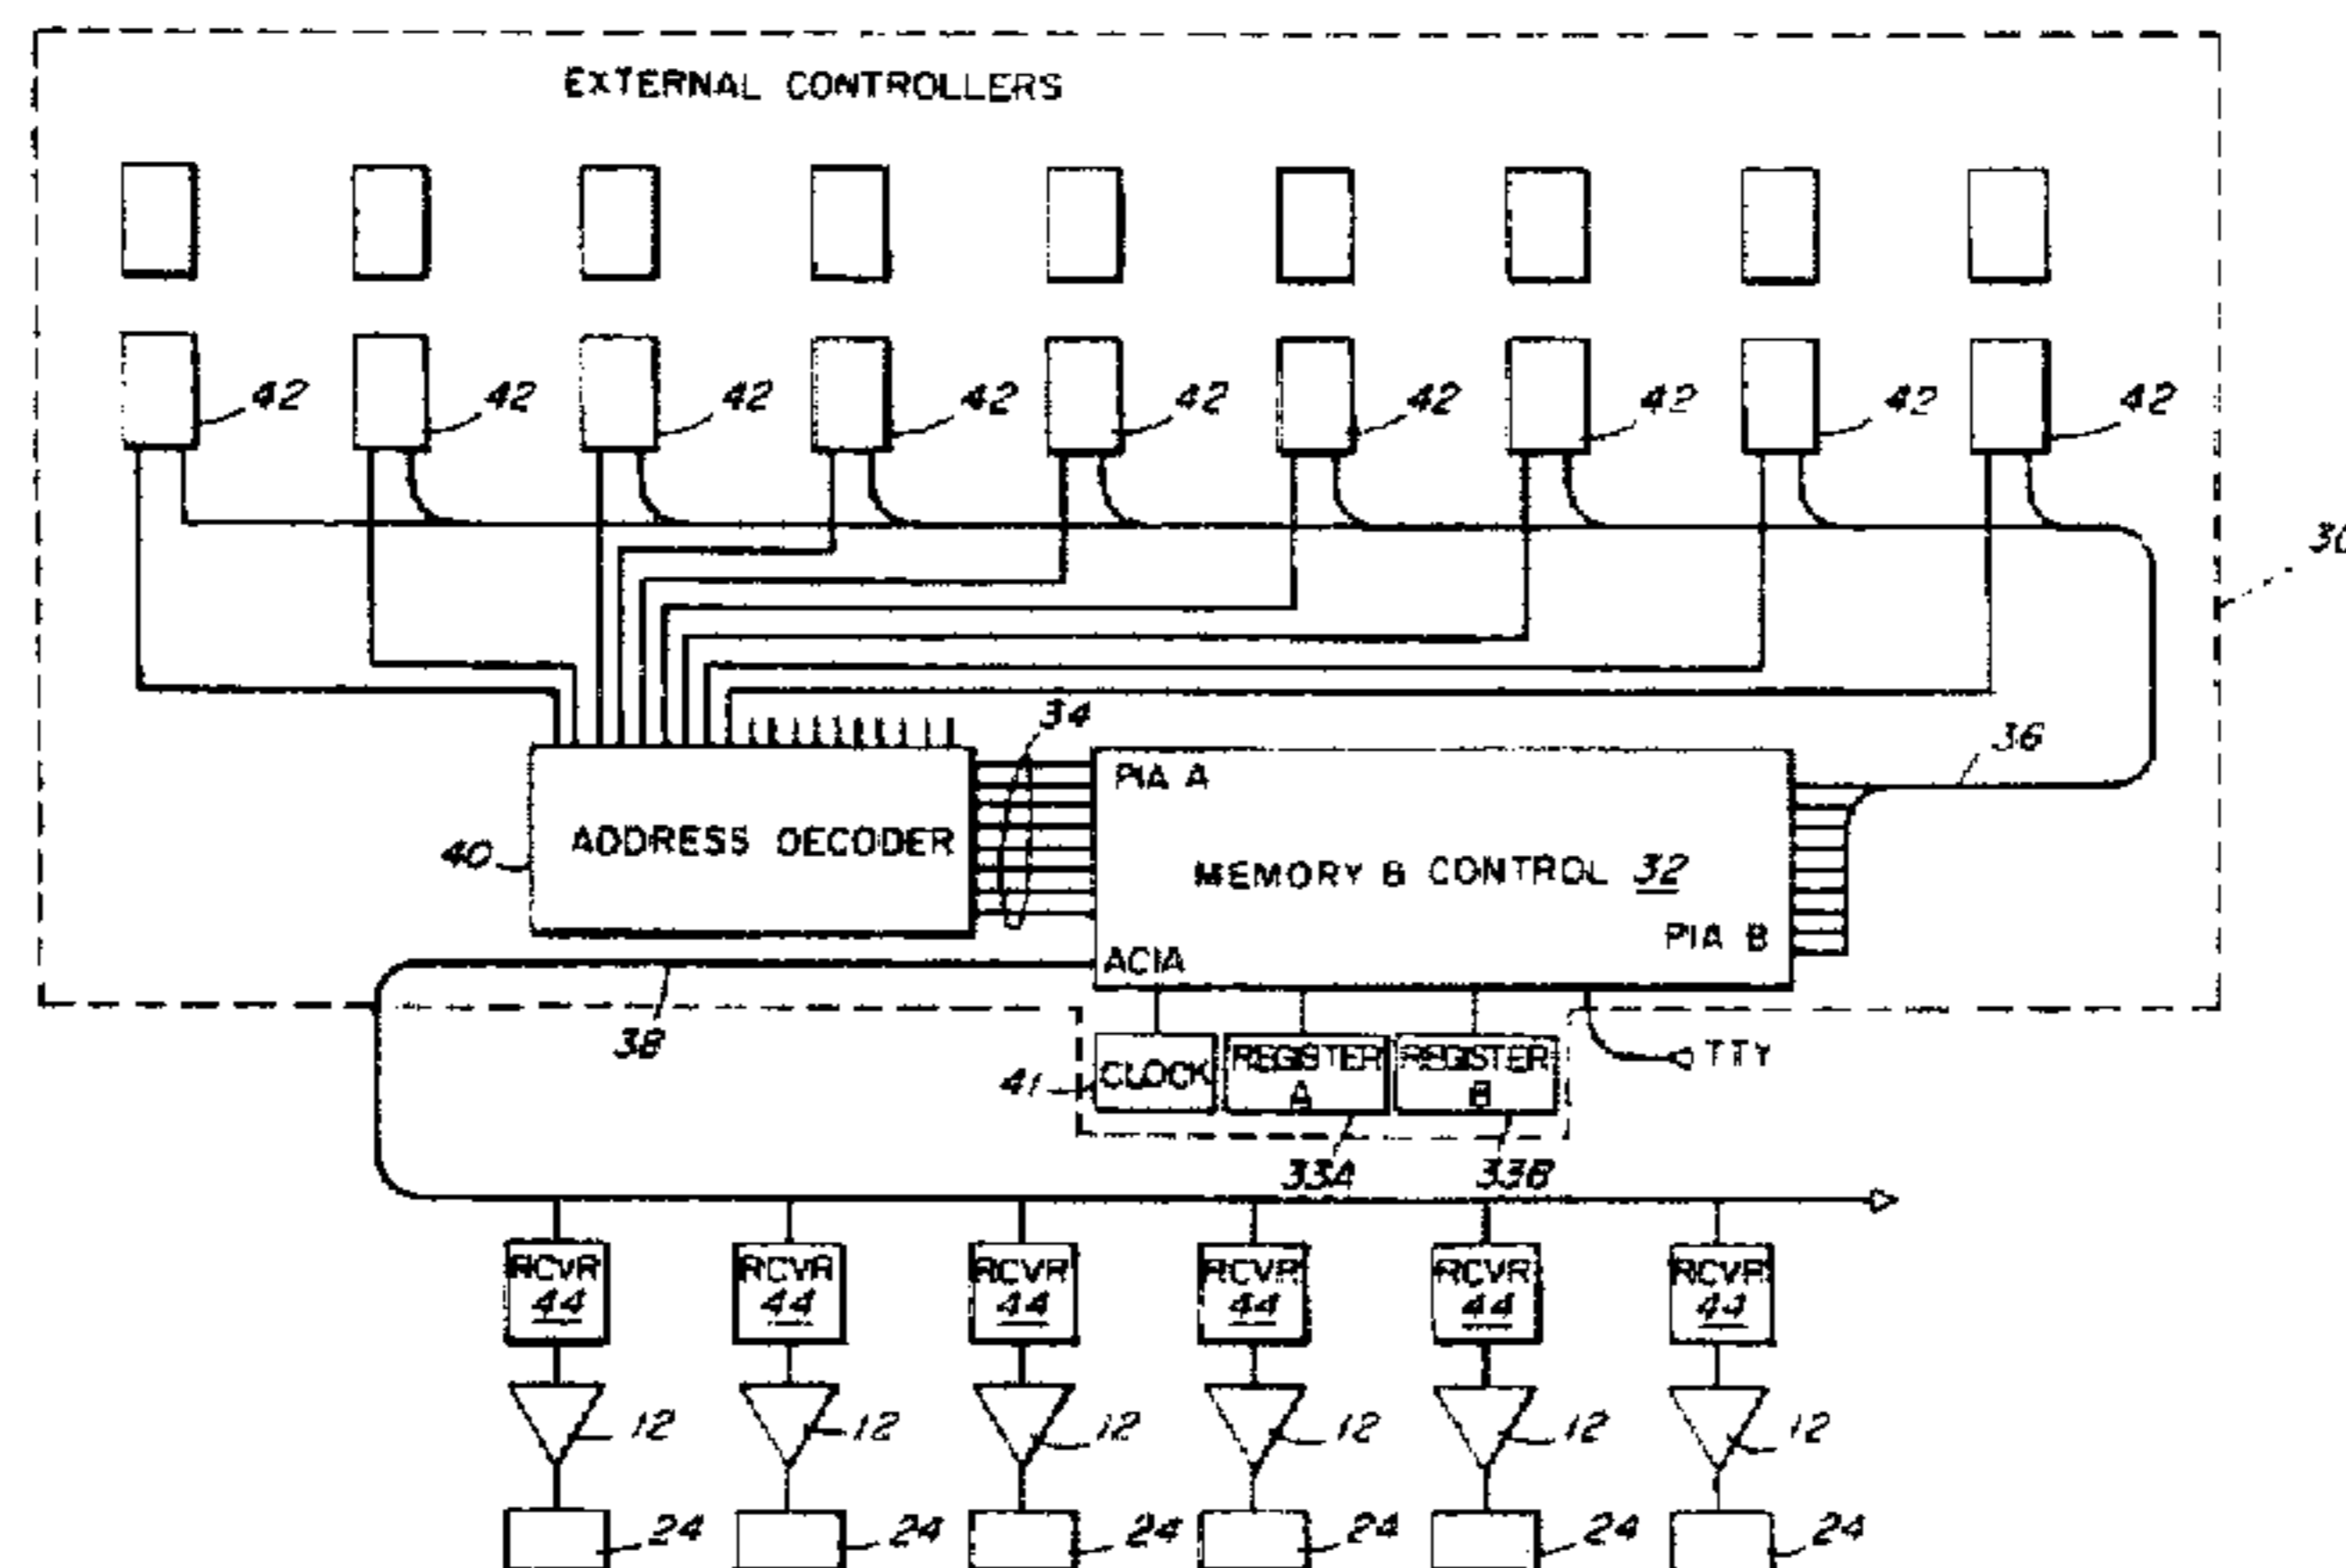 EXTERNAL CONTROLLERS
42 42 42 42 42 42 42 42 42
34
36
PIA A
40 ADDRESS DECODER
MEMORY & CONTROL 32
PIA B
ACIA
38
41 CLOCK REGISTER A REGISTER B TTY
33A 33B
RCVR 44 RCVR 44 RCVR 44 RCVR 44 RCVR 44 RCVR 44
12 12 12 12 12 12
24 24 24 24 24 24